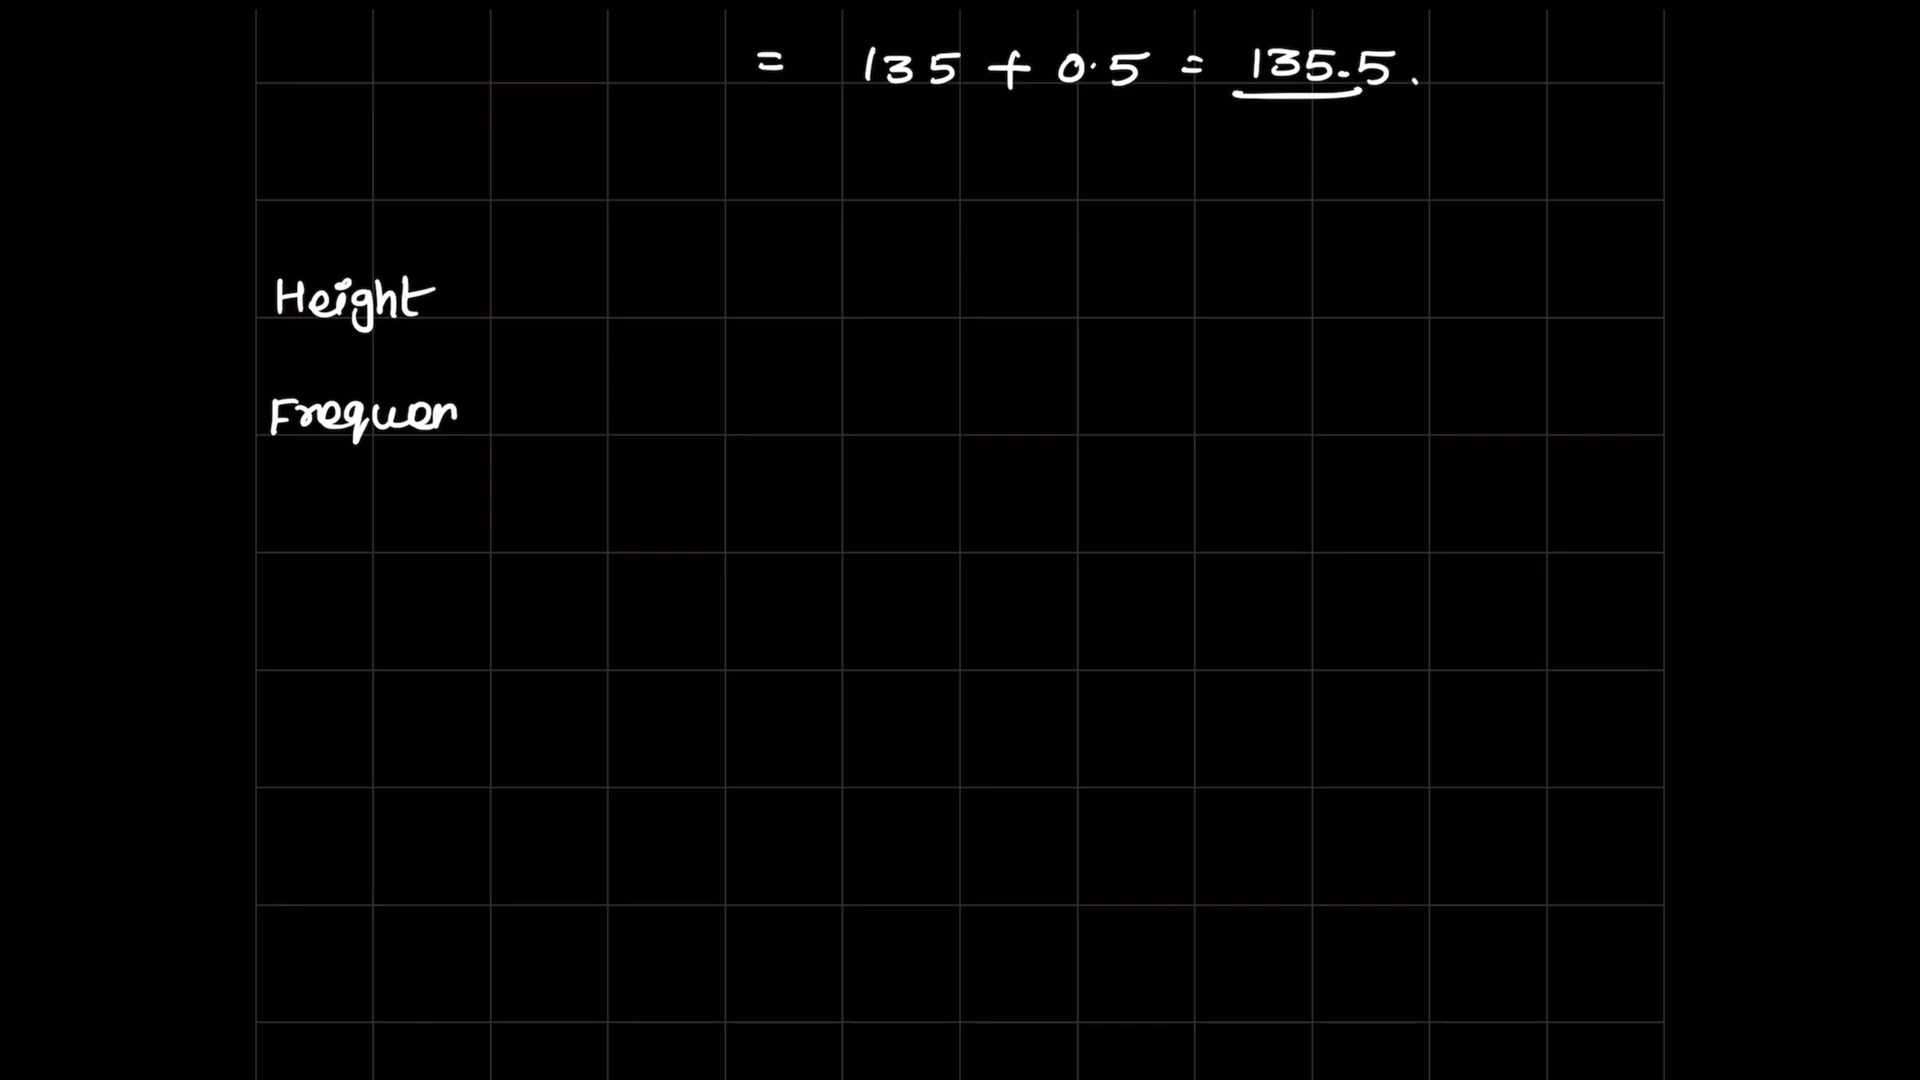 = 135 + 0.5 = 135.5.
Height
Frequen